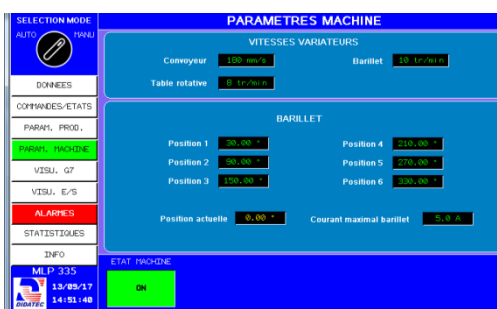 SELECTION MODE
AUTO MANU
DONNEES
COMMANDES/ETATS
PARAM. PROD.
PARAM. MACHINE
VISU. G7
VISU. E/S
ALARMES
STATISTIQUES
INFO
MLP 335
DIDATEC
13/09/17
14:51:40
PARAMETRES MACHINE
VITESSES VARIATEURS
Convoyeur 180 mm/s Barillet 10 tr/min
Table rotative 8 tr/min
BARILLET
Position 1 30.00 ° Position 4 210.00 °
Position 2 90.00 ° Position 5 270.00 °
Position 3 150.00 ° Position 6 330.00 °
Position actuelle 0.00 ° Courant maximal barillet 5.0 A
ETAT MACHINE
ON